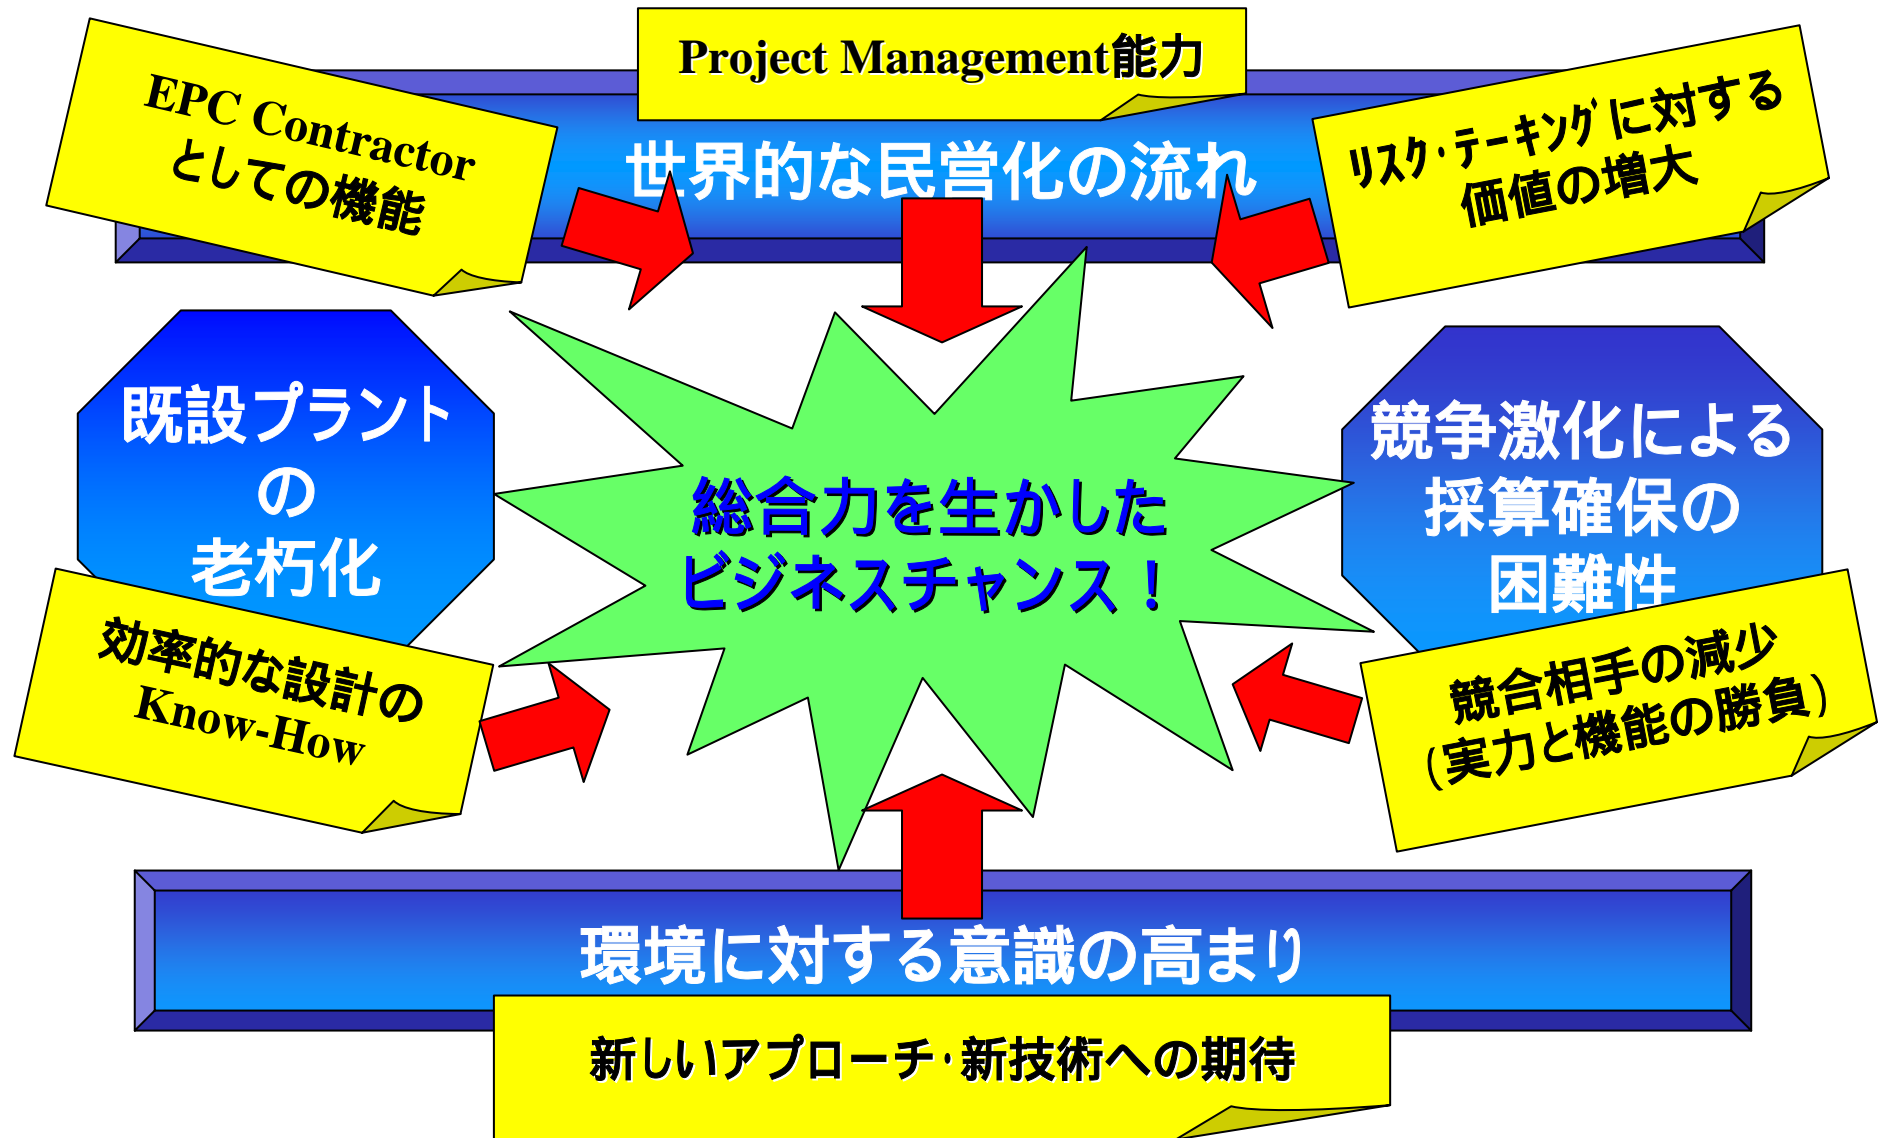 Project Management能力
EPC Contractor
としての機能
リスク・テーキングに対する
価値の増大
世界的な民営化の流れ
既設プラント
の
老朽化
競争激化による
採算確保の
困難性
総合力を生かした
ビジネスチャンス！
効率的な設計の
Know-How
競合相手の減少
(実力と機能の勝負)
環境に対する意識の高まり
新しいアプローチ・新技術への期待